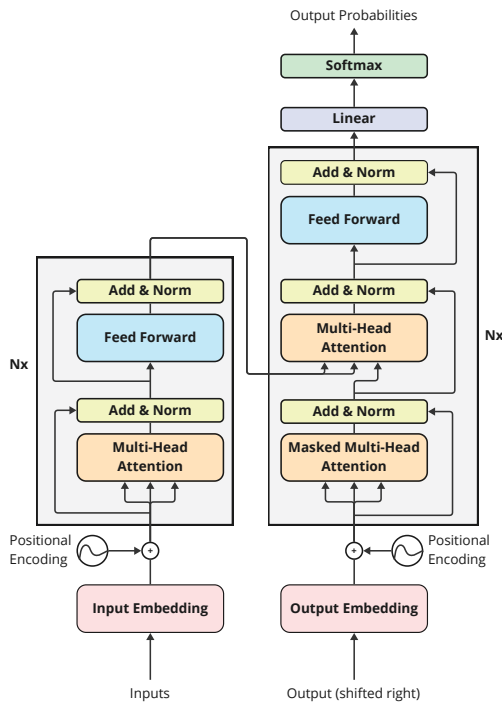 Output Probabilities
Softmax
Linear
Add & Norm
Feed Forward
Add & Norm
Multi-Head
Attention
Nx
Add & Norm
Masked Multi-Head
Attention
Positional
Encoding
+
Output Embedding
Output (shifted right)
Add & Norm
Feed Forward
Nx
Add & Norm
Multi-Head
Attention
Positional
Encoding
+
Input Embedding
Inputs